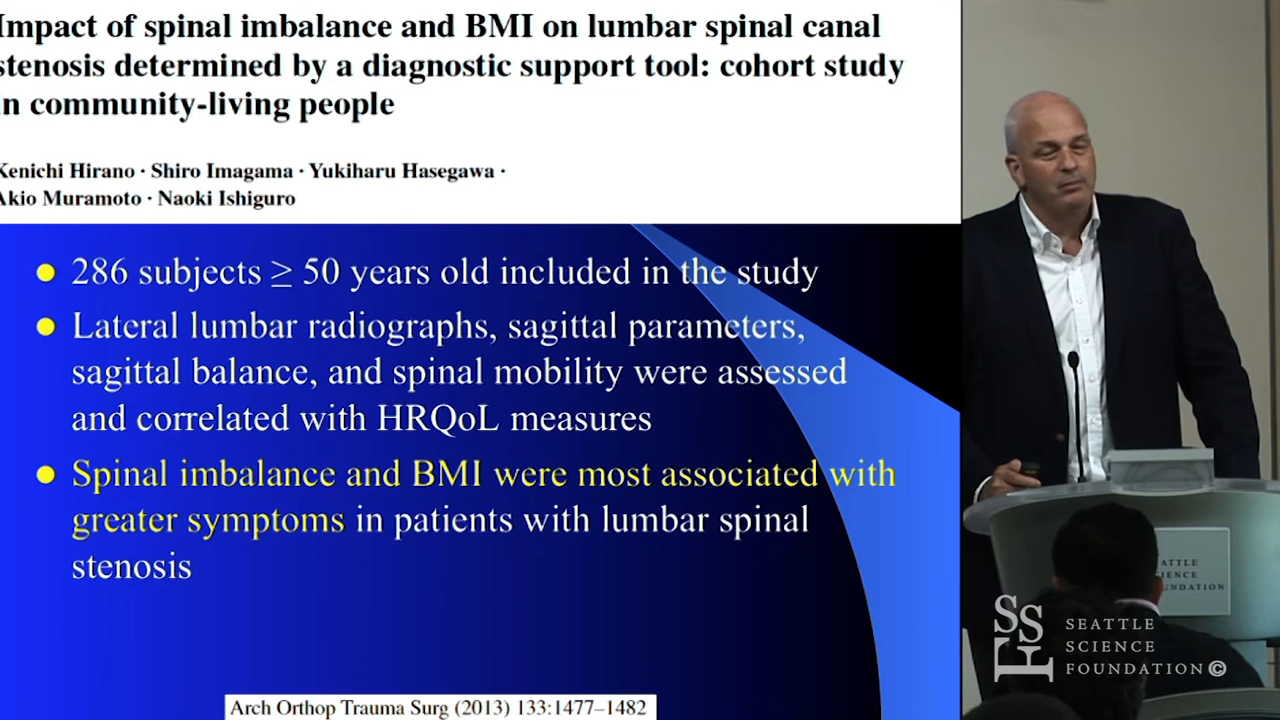 Impact of spinal imbalance and BMI on lumbar spinal canal
stenosis determined by a diagnostic support tool: cohort study
in community-living people
Kenichi Hirano · Shiro Imagama · Yukiharu Hasegawa ·
Akio Muramoto · Naoki Ishiguro
286 subjects ≥ 50 years old included in the study
Lateral lumbar radiographs, sagittal parameters,
sagittal balance, and spinal mobility were assessed
and correlated with HRQoL measures
Spinal imbalance and BMI were most associated with
greater symptoms in patients with lumbar spinal
stenosis
Arch Orthop Trauma Surg (2013) 133:1477–1482
SSF
SEATTLE
SCIENCE
FOUNDATION©